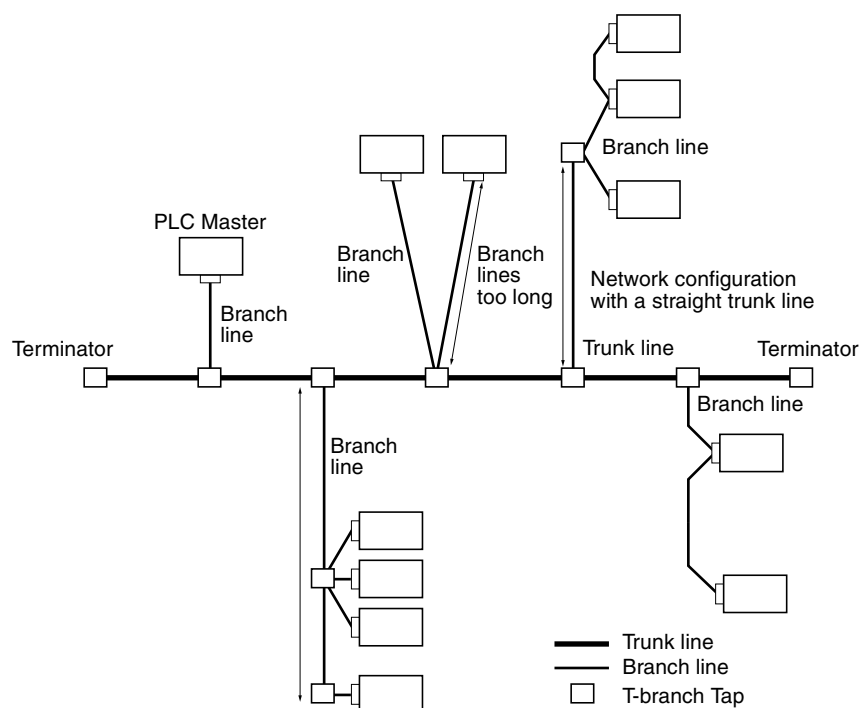 Branch line
PLC Master
Branch
line
Branch
lines
too long
Network configuration
with a straight trunk line
Branch
line
Terminator
Trunk line
Terminator
Branch line
Branch
line
Trunk line
Branch line
T-branch Tap